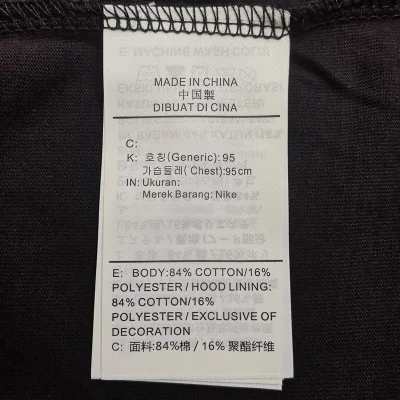 MADE IN CHINA
中国製
DIBUAT DI CINA
C:
K: 호칭(Generic): 95
가슴둘레( Chest): 95cm
IN: Ukuran:
Merek Barang: Nike
E: BODY:84% COTTON/16%
POLYESTER / HOOD LINING:
84% COTTON/16%
POLYESTER / EXCLUSIVE OF
DECORATION
C: 面料:84%棉 / 16% 聚酯纤维